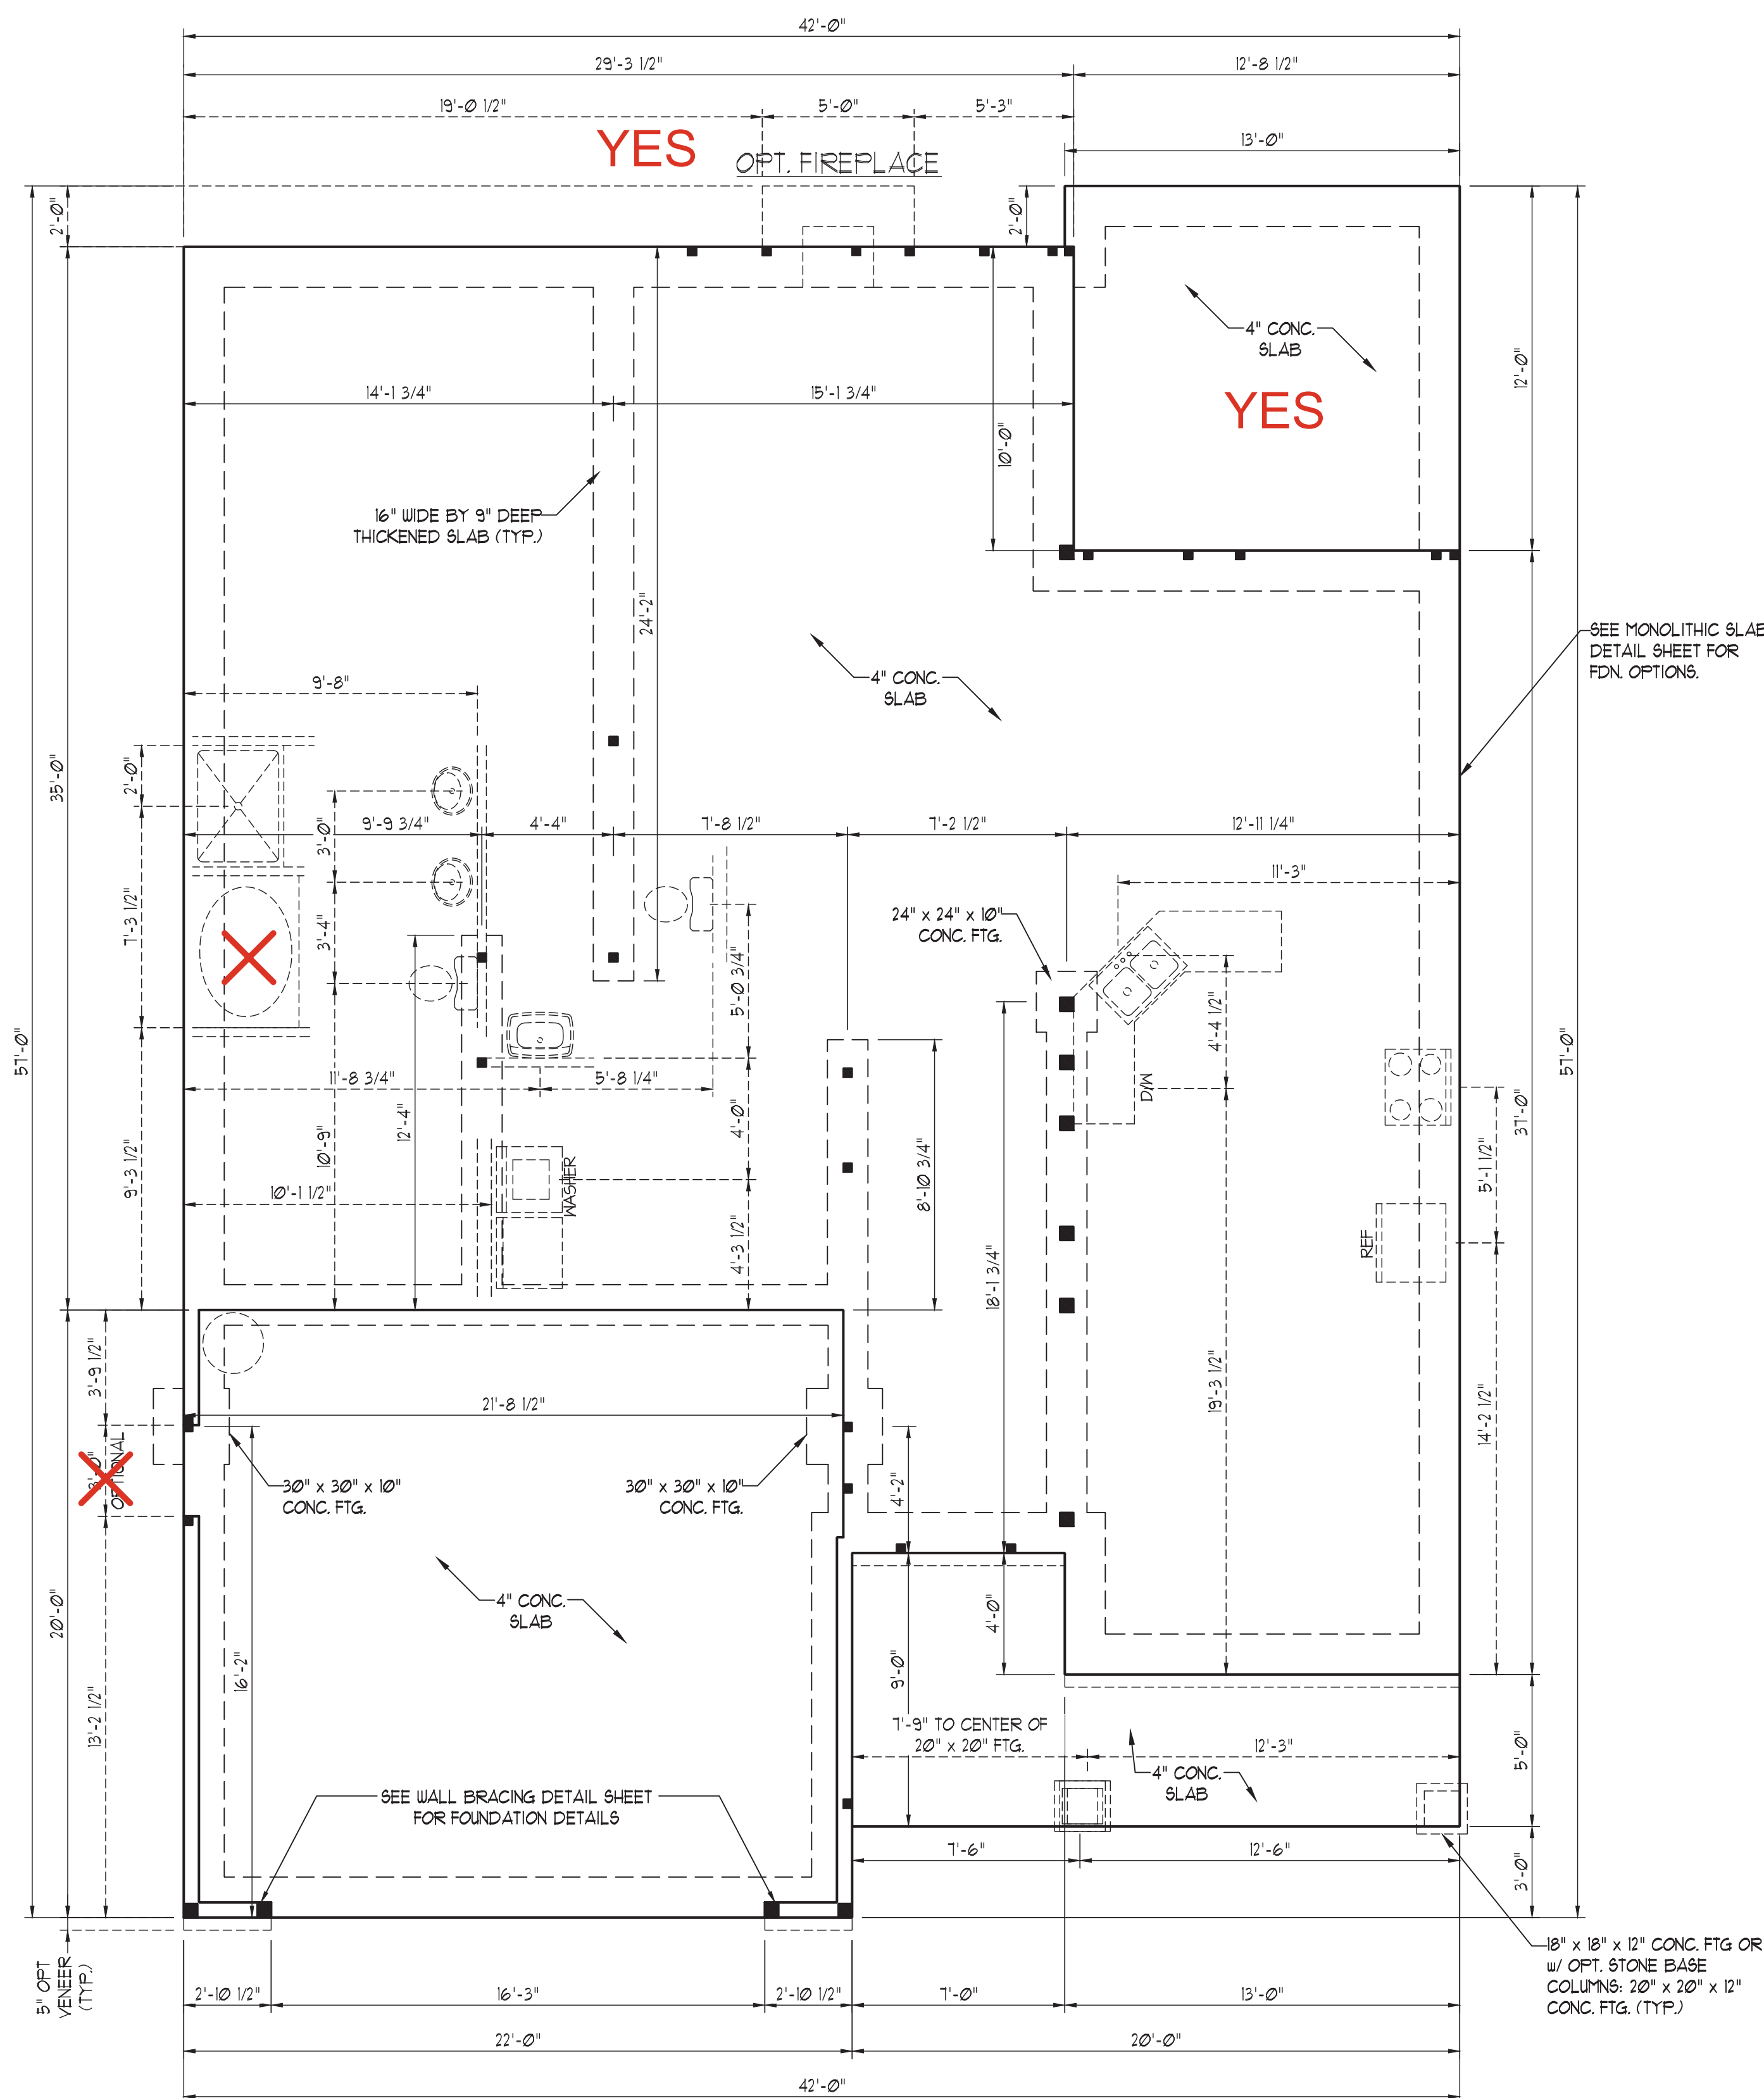 42'-0"
29'-3 1/2"
12'-8 1/2"
19'-0 1/2"
5'-0"
5'-3"
YES
OPT. FIREPLACE
13'-0"
2'-0"
2'-0"
4" CONC.
SLAB
12'-0"
14'-1 3/4"
15'-1 3/4"
YES
10'-0"
16" WIDE BY 9" DEEP
THICKENED SLAB (TYP.)
24'-2"
SEE MONOLITHIC SLAB
DETAIL SHEET FOR
FDN. OPTIONS.
9'-8"
4" CONC.
SLAB
35'-0"
2'-0"
9'-9 3/4"
4'-4"
7'-8 1/2"
7'-2 1/2"
12'-11 1/4"
3'-0"
11'-3"
7'-3 1/2"
3'-4"
24" x 24" x 10"
CONC. FTG.
5'-0 3/4"
4'-4 1/2"
57'-0"
57'-0"
11'-8 3/4"
5'-8 1/4"
D/W
37'-0"
12'-4"
4'-0"
10'-9"
9'-3 1/2"
8'-10 3/4"
5'-1 1/2"
10'-1 1/2"
WASHER
REF
4'-3 1/2"
18'-1 3/4"
3'-9 1/2"
19'-3 1/2"
21'-8 1/2"
14'-2 1/2"
OPTIONAL
30" x 30" x 10"
CONC. FTG.
30" x 30" x 10"
CONC. FTG.
4'-2"
4" CONC.
SLAB
20'-0"
4'-0"
16'-2"
9'-0"
13'-2 1/2"
7'-9" TO CENTER OF
20" x 20" FTG.
12'-3"
5'-0"
4" CONC.
SLAB
SEE WALL BRACING DETAIL SHEET
FOR FOUNDATION DETAILS
7'-6"
12'-6"
3'-0"
18" x 18" x 12" CONC. FTG OR
w/ OPT. STONE BASE
COLUMNS: 20" x 20" x 12"
CONC. FTG. (TYP.)
5" OPT
VENEER
(TYP.)
2'-10 1/2"
16'-3"
2'-10 1/2"
7'-0"
13'-0"
22'-0"
20'-0"
42'-0"